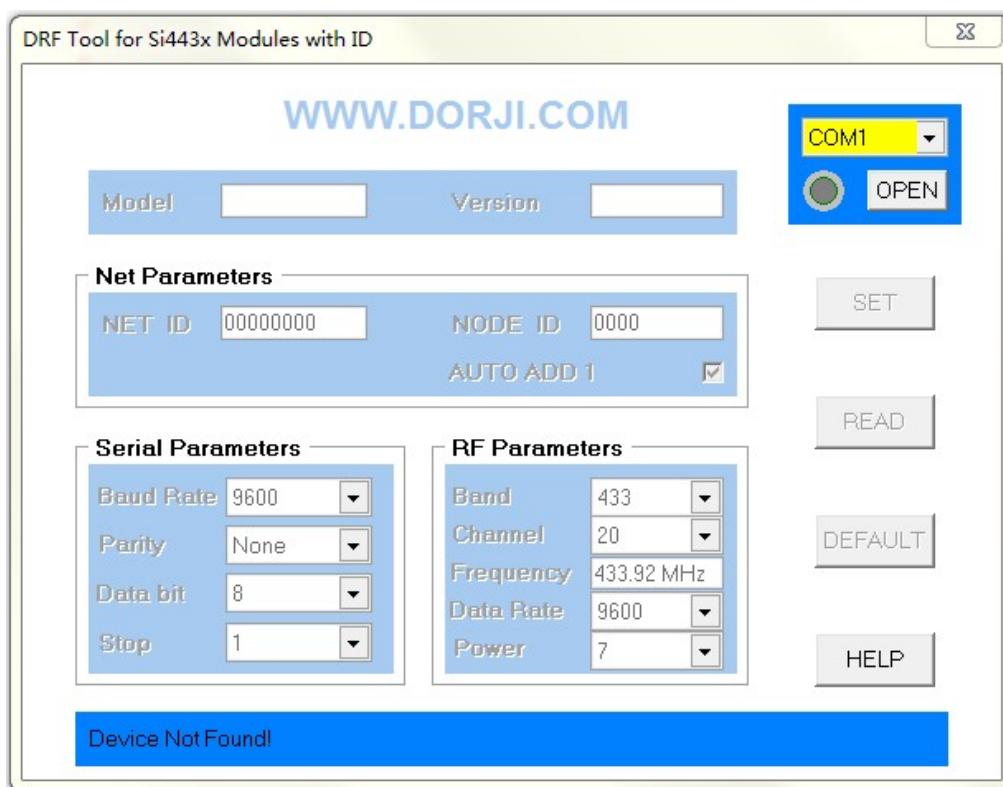 DRF Tool for Si443x Modules with ID
WWW.DORJI.COM
COM1
OPEN
Model
Version
Net Parameters
NET ID 00000000
NODE ID 0000
AUTO ADD 1
SET
READ
DEFAULT
HELP
Serial Parameters
Baud Rate 9600
Parity None
Data bit 8
Stop 1
RF Parameters
Band 433
Channel 20
Frequency 433.92 MHz
Data Rate 9600
Power 7
Device Not Found!